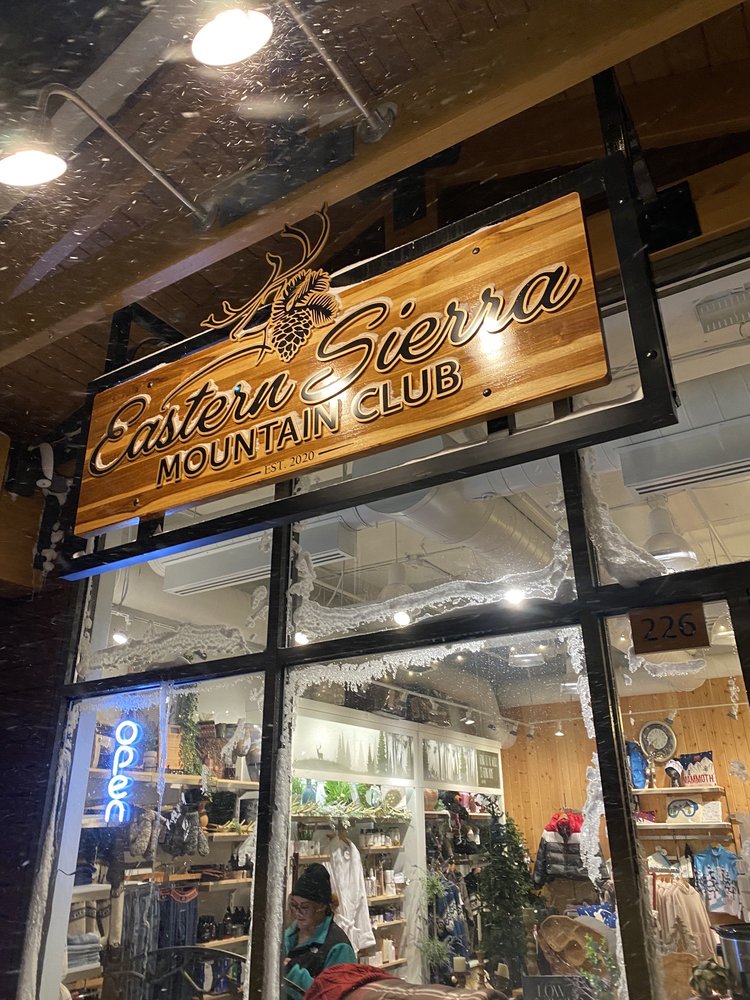 Eastern Sierra
MOUNTAIN CLUB
EST. 2020
226
open
MAMMOTH